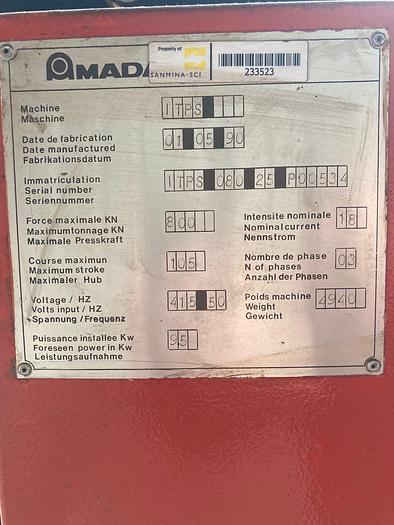 AMADA
Property of
SANMINA-SCI
233523
Machine
Maschine
ITPS
Date de fabrication
Date manufactured
Fabrikationsdatum
01 05 90
Immatriculation
Serial number
Seriennummer
ITPS 080 25 P00534
Force maximale KN
Maximumtonnage KN
Maximale Presskraft
800
Intensite nominale
Nominal current
Nennstrom
18
Course maximun
Maximum stroke
Maximaler Hub
105
Nombre de phase
N of phases
Anzahl der Phasen
03
Voltage / HZ
Volts input / HZ
Spannung / Frequenz
415 50
Poids machine
Weight
Gewicht
4940
Puissance installee Kw
Foreseen power in Kw
Leistungsaufnahme
95